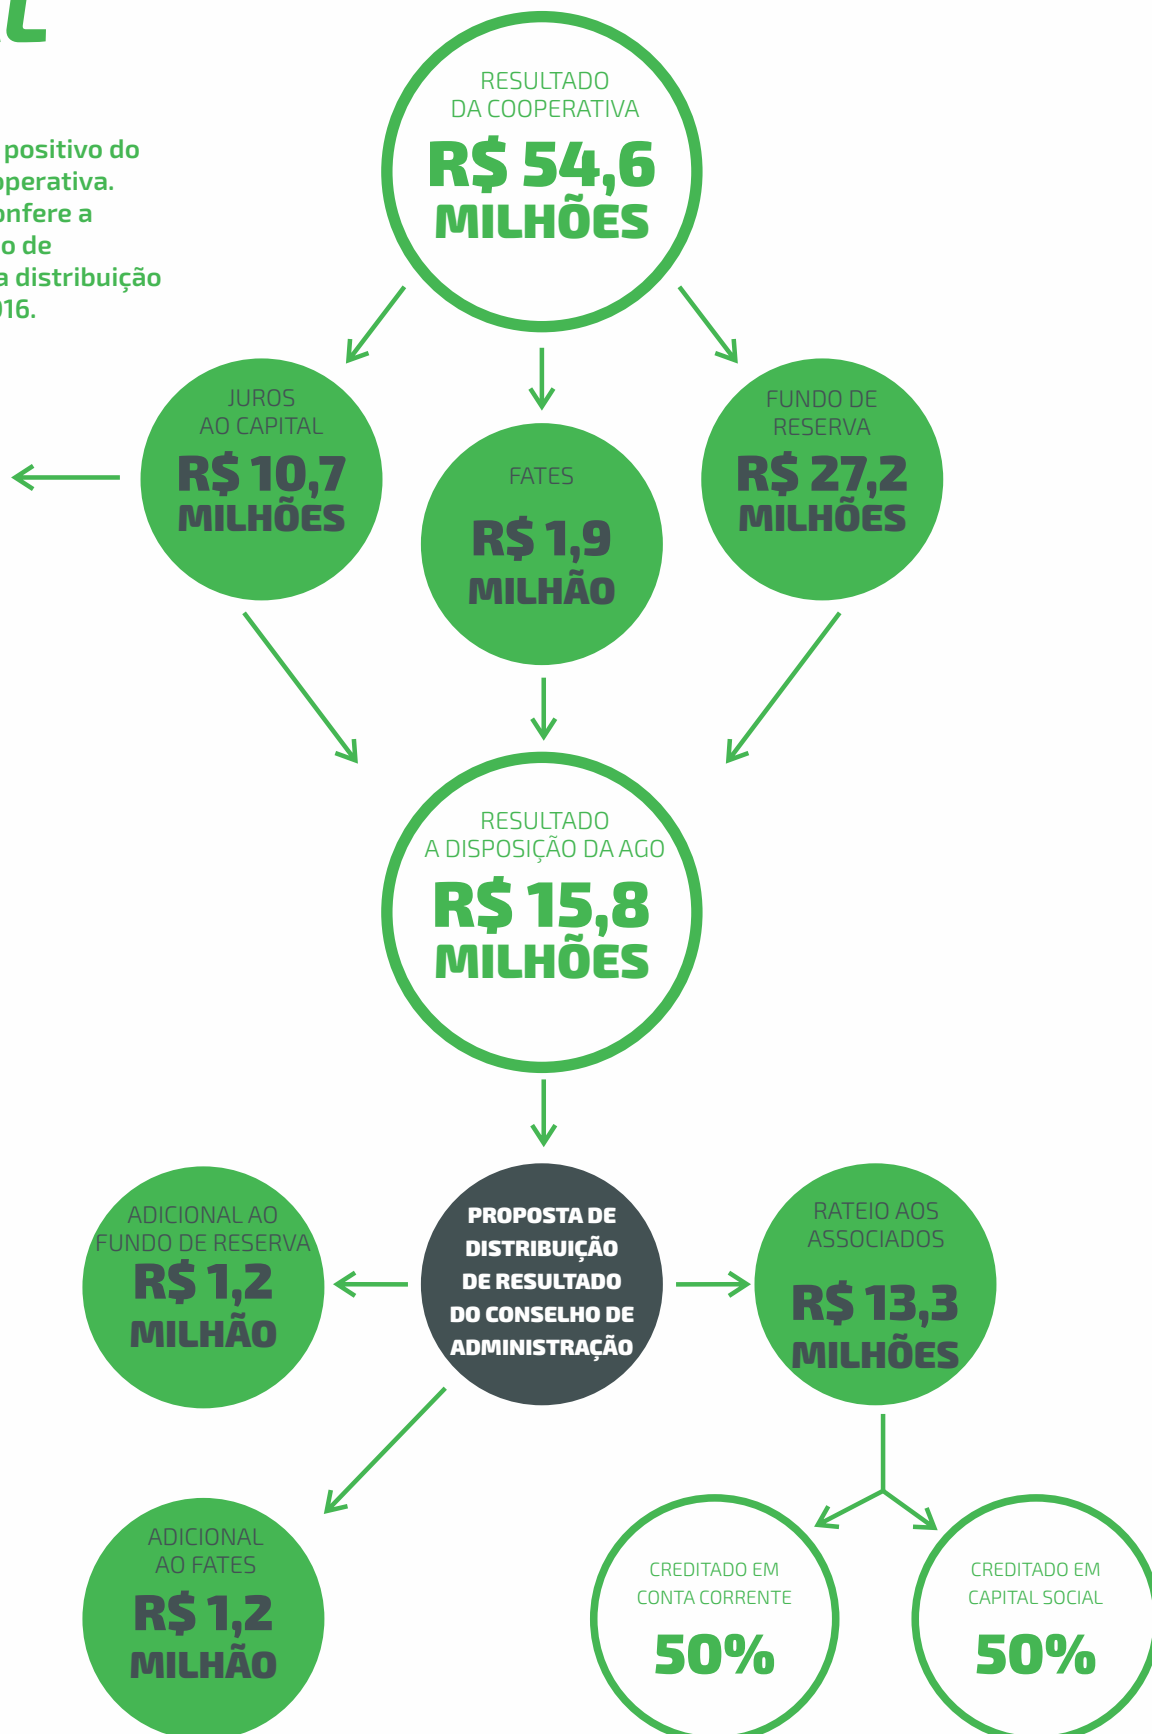 RESULTADO
DA COOPERATIVA
R$ 54,6
MILHÕES
positivo do
onfere a
o de
a distribuição
JUROS
AO CAPITAL
R$ 10,7
MILHÕES
FATES
R$ 1,9
MILHÃO
FUNDO DE
RESERVA
R$ 27,2
MILHÕES
RESULTADO
A DISPOSIÇÃO DA AGO
R$ 15,8
MILHÕES
ADICIONAL AO
FUNDO DE RESERVA
R$ 1,2
MILHÃO
PROPOSTA DE
DISTRIBUIÇÃO
DE RESULTADO
DO CONSELHO DE
ADMINISTRAÇÃO
RATEIO AOS
ASSOCIADOS
R$ 13,3
MILHÕES
ADICIONAL
AO FATES
R$ 1,2
MILHÃO
CREDITADO EM
CONTA CORRENTE
50%
CREDITADO EM
CAPITAL SOCIAL
50%